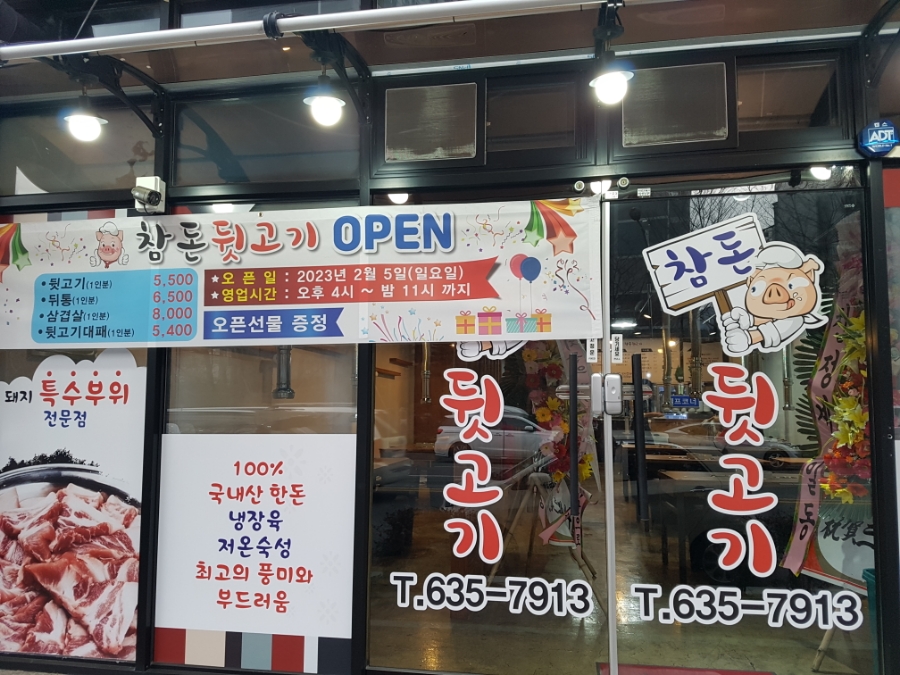 참돈뒷고기 OPEN
• 뒷고기(1인분) 5,500
• 뒤통(1인분) 6,500
• 삼겹살(1인분) 8,000
• 뒷고기대패(1인분) 5,400
★오 픈 일 : 2023년 2월 5일(일요일)
★영업시간 : 오후 4시 ~ 밤 11시 까지
오픈선물 증정
돼지 특수부위
전문점
100%
국내산 한돈
냉장육
저온숙성
최고의 풍미와
부드러움
뒷고기
T.635-7913
참돈
뒷고기
T.635-7913
캡스
ADT
祝賀